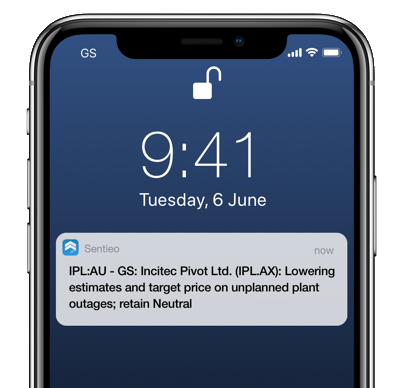 GS
9:41
Tuesday, 6 June
Sentieo
now
IPL:AU - GS: Incitec Pivot Ltd. (IPL.AX): Lowering
estimates and target price on unplanned plant
outages; retain Neutral